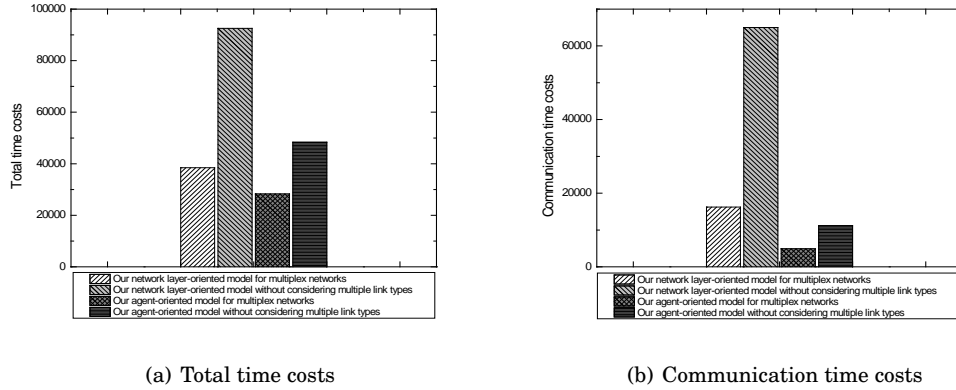 100000
80000
60000
40000
20000
0
Total time costs
Our network layer-oriented model for multiplex networks
Our network layer-oriented model without considering multiple link types
Our agent-oriented model for multiplex networks
Our agent-oriented model without considering multiple link types
(a) Total time costs
60000
40000
20000
0
Communication time costs
Our network layer-oriented model for multiplex networks
Our network layer-oriented model without considering multiple link types
Our agent-oriented model for multiplex networks
Our agent-oriented model without considering multiple link types
(b) Communication time costs